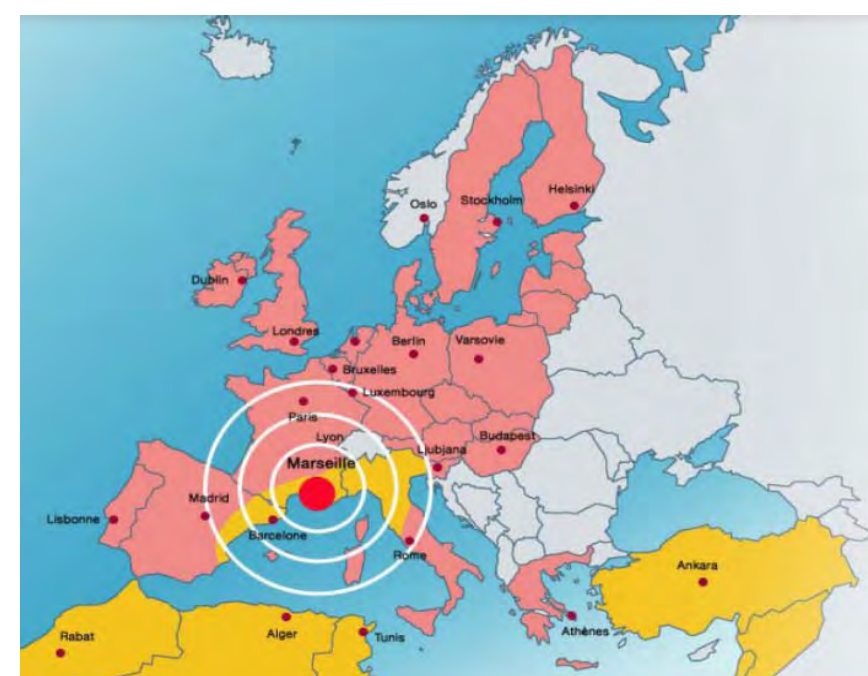 Helsinki
Stockholm
Oslo
Dublin
Londres
Berlin
Varsovie
Bruxelles
Luxembourg
Paris
Lyon
Budapest
Ljubjana
Marseille
Madrid
Lisbonne
Barcelone
Rome
Ankara
Rabat
Alger
Tunis
Athènes